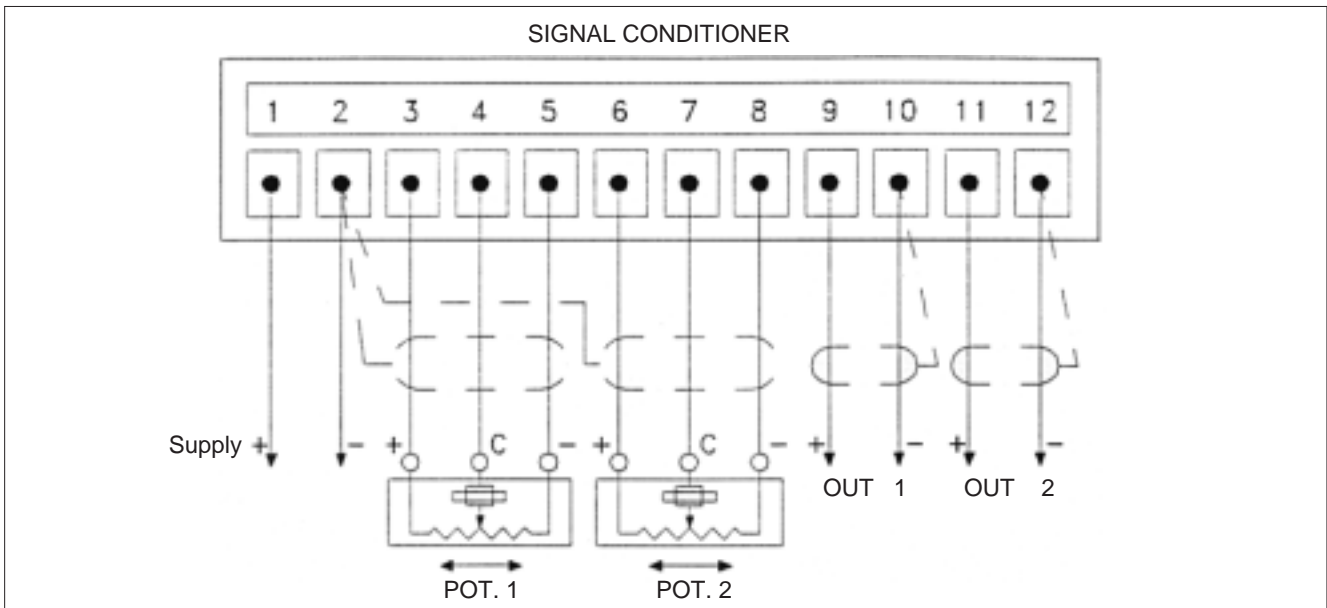 SIGNAL CONDITIONER
1 2 3 4 5 6 7 8 9 10 11 12
Supply + - + C - + C - + - + -
OUT 1 OUT 2
POT. 1 POT. 2